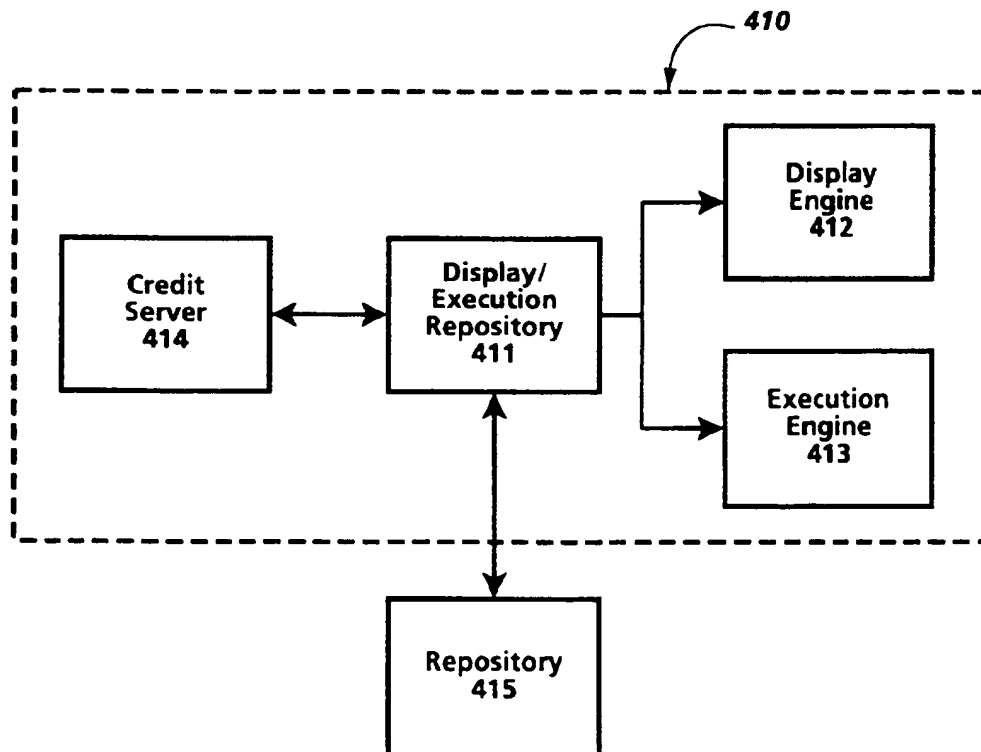 410
Display
Engine
412
Credit
Server
414
Display/
Execution
Repository
411
Execution
Engine
413
Repository
415